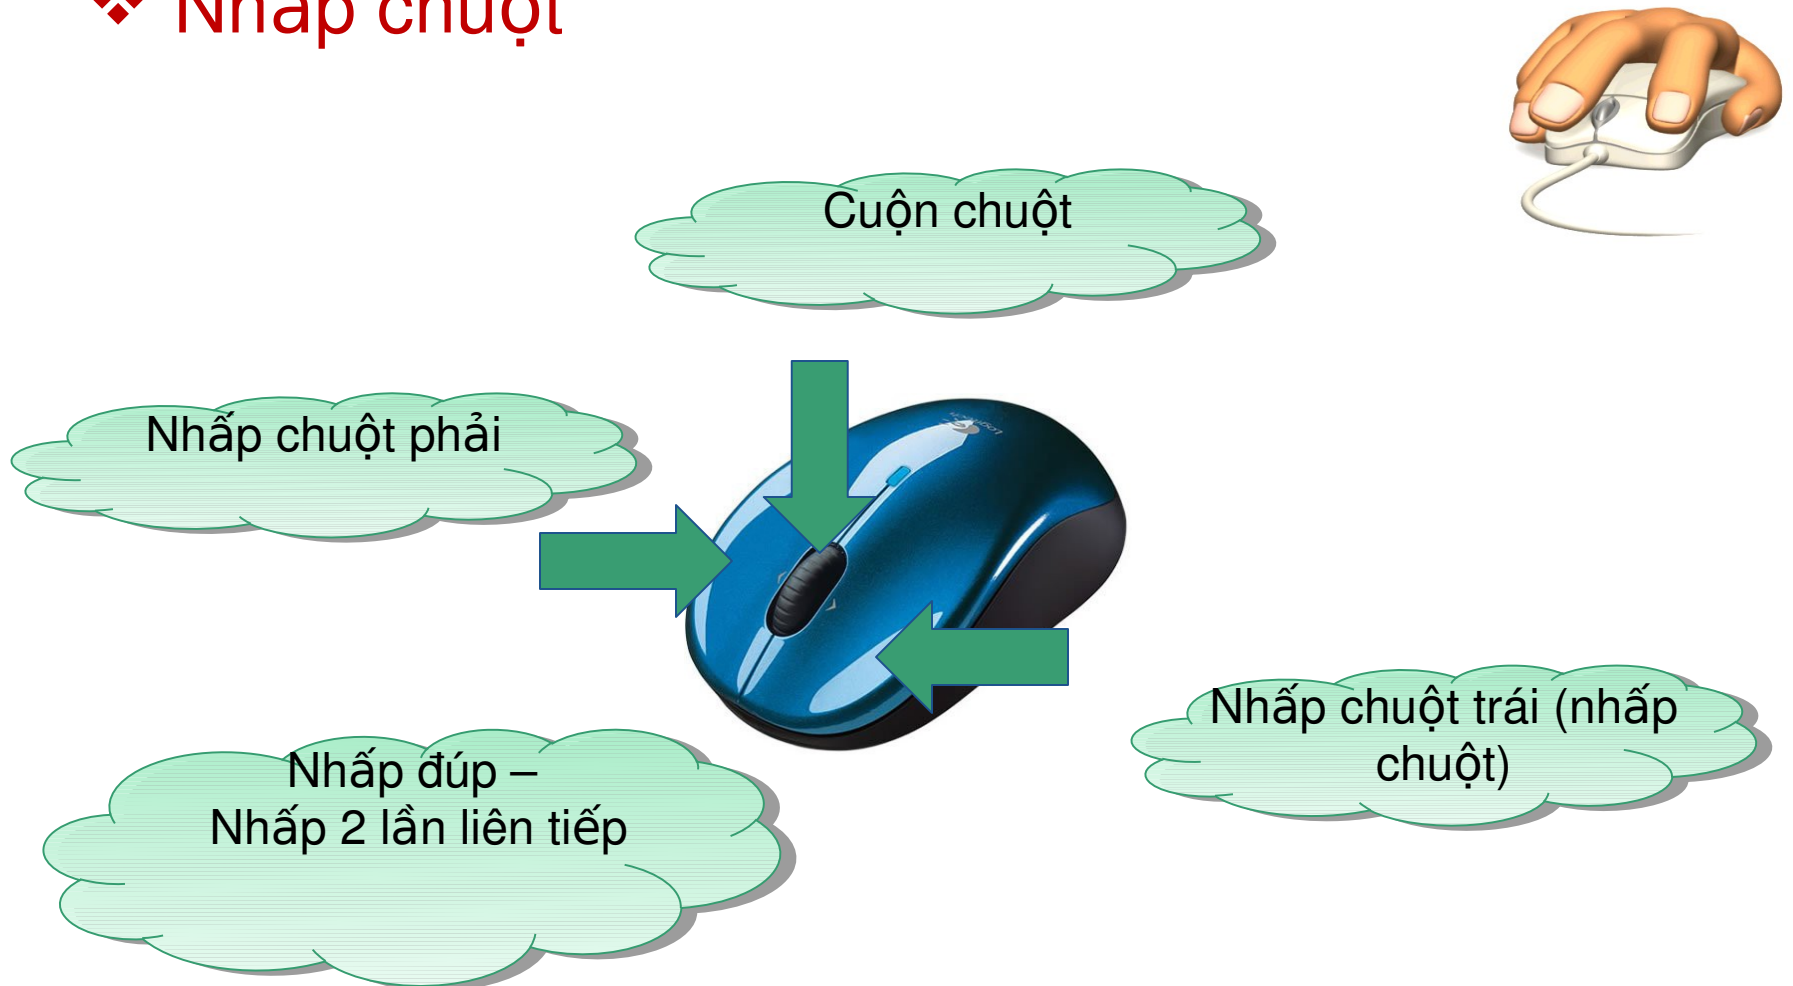 Nhấp chuột
Cuộn chuột
Nhấp chuột phải
Nhấp chuột trái (nhấp
chuột)
Nhấp đúp –
Nhấp 2 lần liên tiếp
Logitech